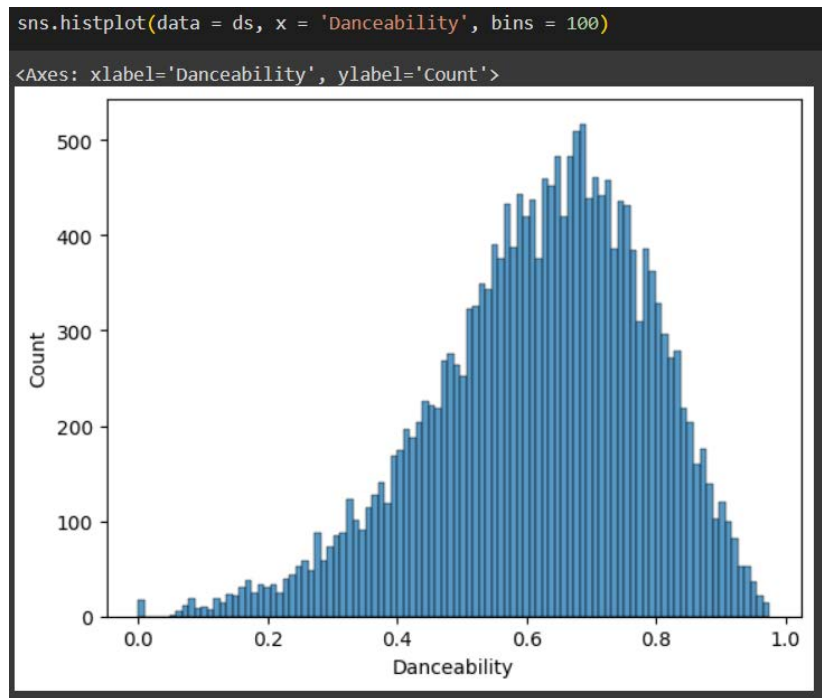 sns.histplot(data = ds, x = 'Danceability', bins = 100)
<Axes: xlabel='Danceability', ylabel='Count'>
500
400
300
200
100
0
Count
0.0 0.2 0.4 0.6 0.8 1.0
Danceability